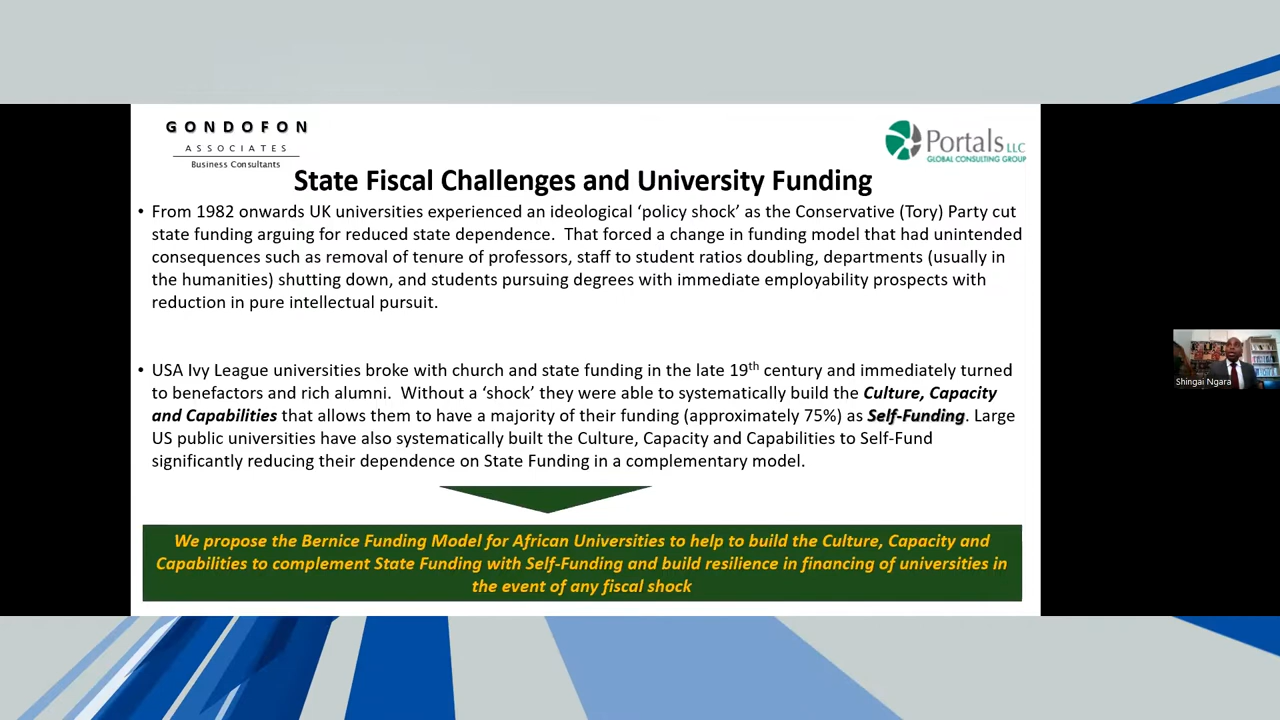 GONDOFON
ASSOCIATES
Business Consultants
Portals LLC
GLOBAL CONSULTING GROUP
State Fiscal Challenges and University Funding
• From 1982 onwards UK universities experienced an ideological ‘policy shock’ as the Conservative (Tory) Party cut
state funding arguing for reduced state dependence. That forced a change in funding model that had unintended
consequences such as removal of tenure of professors, staff to student ratios doubling, departments (usually in
the humanities) shutting down, and students pursuing degrees with immediate employability prospects with
reduction in pure intellectual pursuit.
• USA Ivy League universities broke with church and state funding in the late 19th century and immediately turned
to benefactors and rich alumni. Without a ‘shock’ they were able to systematically build the Culture, Capacity
and Capabilities that allows them to have a majority of their funding (approximately 75%) as Self-Funding. Large
US public universities have also systematically built the Culture, Capacity and Capabilities to Self-Fund
significantly reducing their dependence on State Funding in a complementary model.
We propose the Bernice Funding Model for African Universities to help to build the Culture, Capacity and
Capabilities to complement State Funding with Self-Funding and build resilience in financing of universities in
the event of any fiscal shock
Shingai Ngara